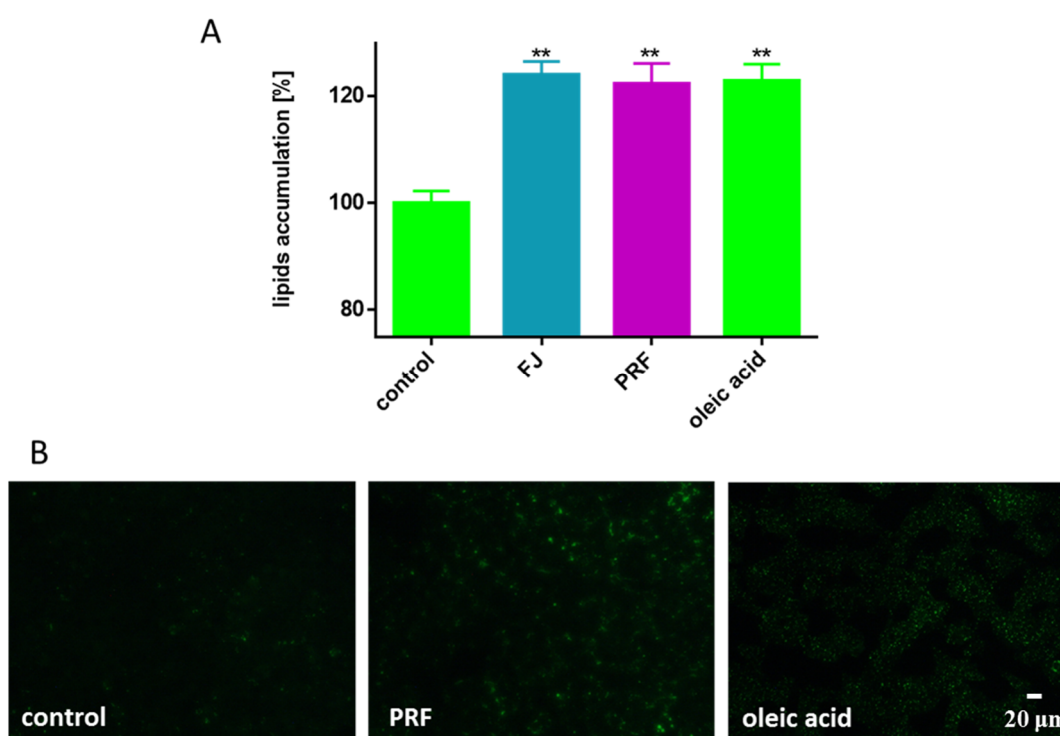 A
lipids accumulation [%]
**
**
**
120
100
80
control
FJ
PRF
oleic acid
B
control
PRF
oleic acid
20 μm